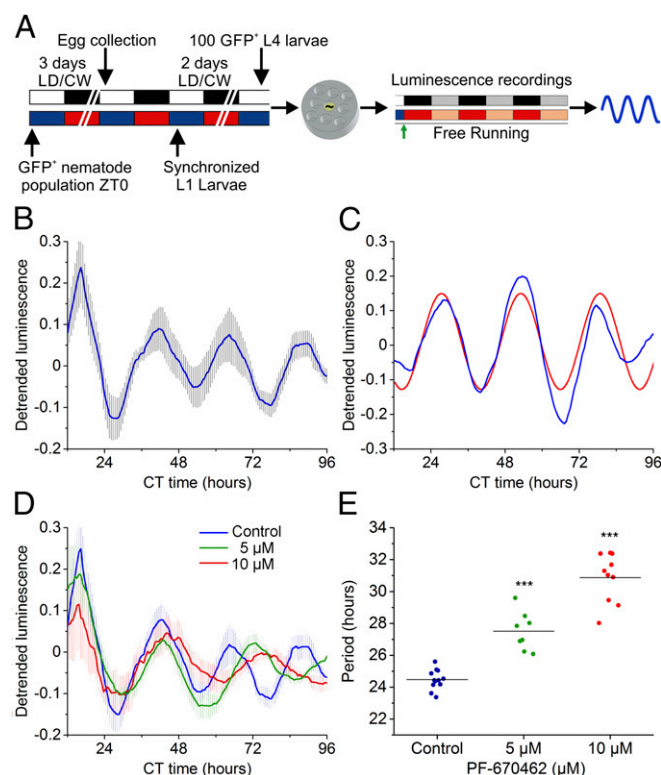 A
Egg collection
100 GFP⁺ L4 larvae
3 days
LD/CW
2 days
LD/CW
Luminescence recordings
Free Running
GFP⁺ nematode
population ZT0
Synchronized
L1 Larvae
B
Detrended luminescence
0.3
0.2
0.1
0
-0.1
-0.2
24
48
72
96
CT time (hours)
C
Detrended luminescence
0.3
0.2
0.1
0
-0.1
-0.2
-0.3
24
48
72
96
CT time (hours)
D
Detrended luminescence
0.3
0.2
0.1
0
-0.1
-0.2
Control
5 µM
10 µM
24
48
72
96
CT time (hours)
E
Period (hours)
34
32
30
28
26
24
22
***
***
Control
5 µM
10 µM
PF-670462 (µM)